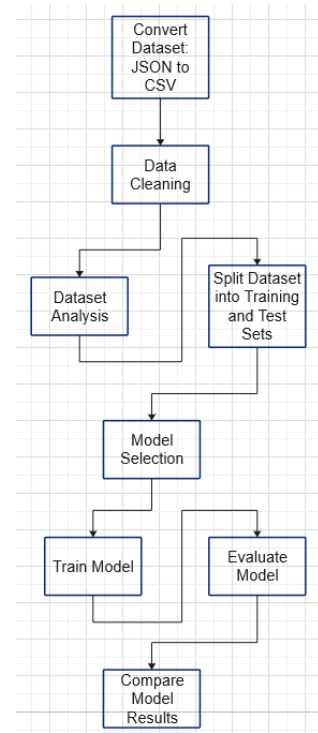 Convert
Dataset:
JSON to
CSV
Data
Cleaning
Dataset
Analysis
Split Dataset
into Training
and Test
Sets
Model
Selection
Train Model
Evaluate
Model
Compare
Model
Results